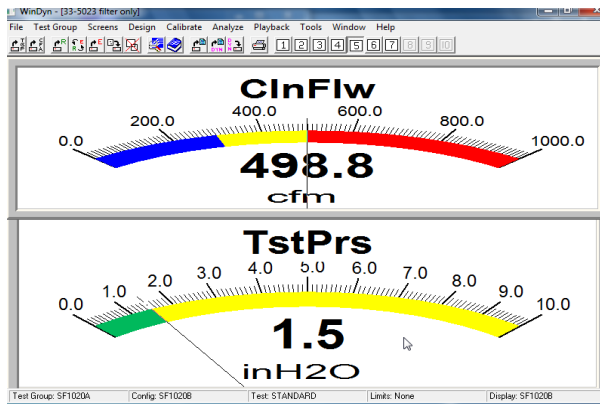 WinDyn - [33-5023 filter only]
File Test Group Screens Design Calibrate Analyze Playback Tools Window Help
1 2 3 4 5 6 7 8 9 10
ClnFlw
0.0 200.0 400.0 600.0 800.0 1000.0
498.8
cfm
TstPrs
0.0 1.0 2.0 3.0 4.0 5.0 6.0 7.0 8.0 9.0 10.0
1.5
inH2O
Test Group: SF1020A Config: SF1020B Test: STANDARD Limits: None Display: SF1020B